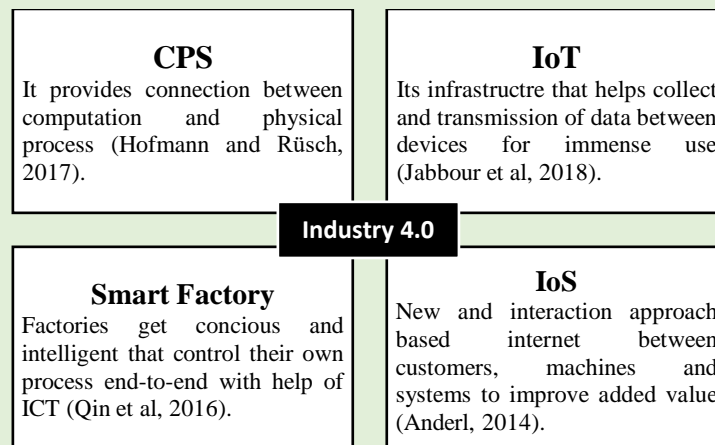 CPS
It provides connection between
computation and physical
process (Hofmann and Rüsch,
2017).
IoT
Its infrastructre that helps collect
and transmission of data between
devices for immense use
(Jabbour et al, 2018).
Industry 4.0
Smart Factory
Factories get concious and
intelligent that control their own
process end-to-end with help of
ICT (Qin et al, 2016).
IoS
New and interaction approach
based internet between
customers, machines and
systems to improve added value
(Anderl, 2014).